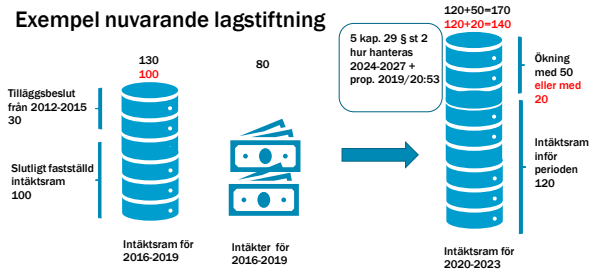 Exempel nuvarande lagstiftning
130
100
Tilläggsbeslut
från 2012-2015
30
Slutligt fastställd
intäktsram
100
Intäktsram för
2016-2019
80
Intäkter för
2016-2019
5 kap. 29 § st 2
hur hanteras
2024-2027 +
prop. 2019/20:53
120+50=170
120+20=140
Ökning
med 50
eller med
20
Intäktsram
inför
perioden
120
Intäktsram för
2020-2023